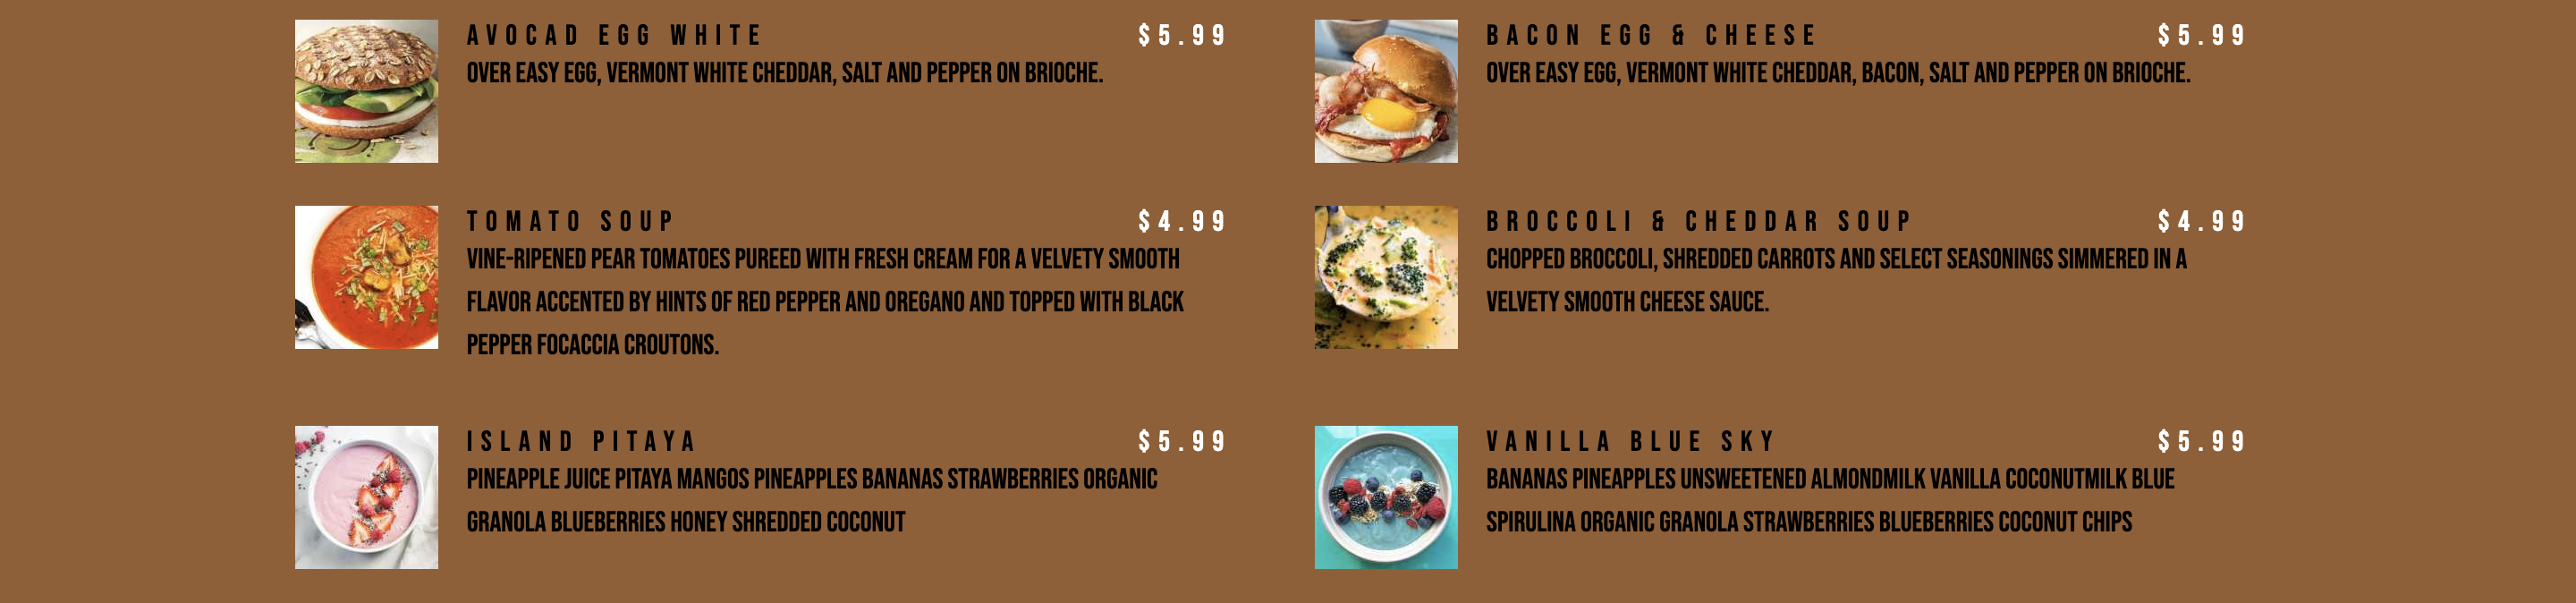 AVOCAD EGG WHITE $5.99
OVER EASY EGG, VERMONT WHITE CHEDDAR, SALT AND PEPPER ON BRIOCHE.
BACON EGG & CHEESE $5.99
OVER EASY EGG, VERMONT WHITE CHEDDAR, BACON, SALT AND PEPPER ON BRIOCHE.
TOMATO SOUP $4.99
VINE-RIPENED PEAR TOMATOES PUREED WITH FRESH CREAM FOR A VELVETY SMOOTH
FLAVOR ACCENTED BY HINTS OF RED PEPPER AND OREGANO AND TOPPED WITH BLACK
PEPPER FOCACCIA CROUTONS.
BROCCOLI & CHEDDAR SOUP $4.99
CHOPPED BROCCOLI, SHREDDED CARROTS AND SELECT SEASONINGS SIMMERED IN A
VELVETY SMOOTH CHEESE SAUCE.
ISLAND PITAYA $5.99
PINEAPPLE JUICE PITAYA MANGOS PINEAPPLES BANANAS STRAWBERRIES ORGANIC
GRANOLA BLUEBERRIES HONEY SHREDDED COCONUT
VANILLA BLUE SKY $5.99
BANANAS PINEAPPLES UNSWEETENED ALMONDMILK VANILLA COCONUTMILK BLUE
SPIRULINA ORGANIC GRANOLA STRAWBERRIES BLUEBERRIES COCONUT CHIPS